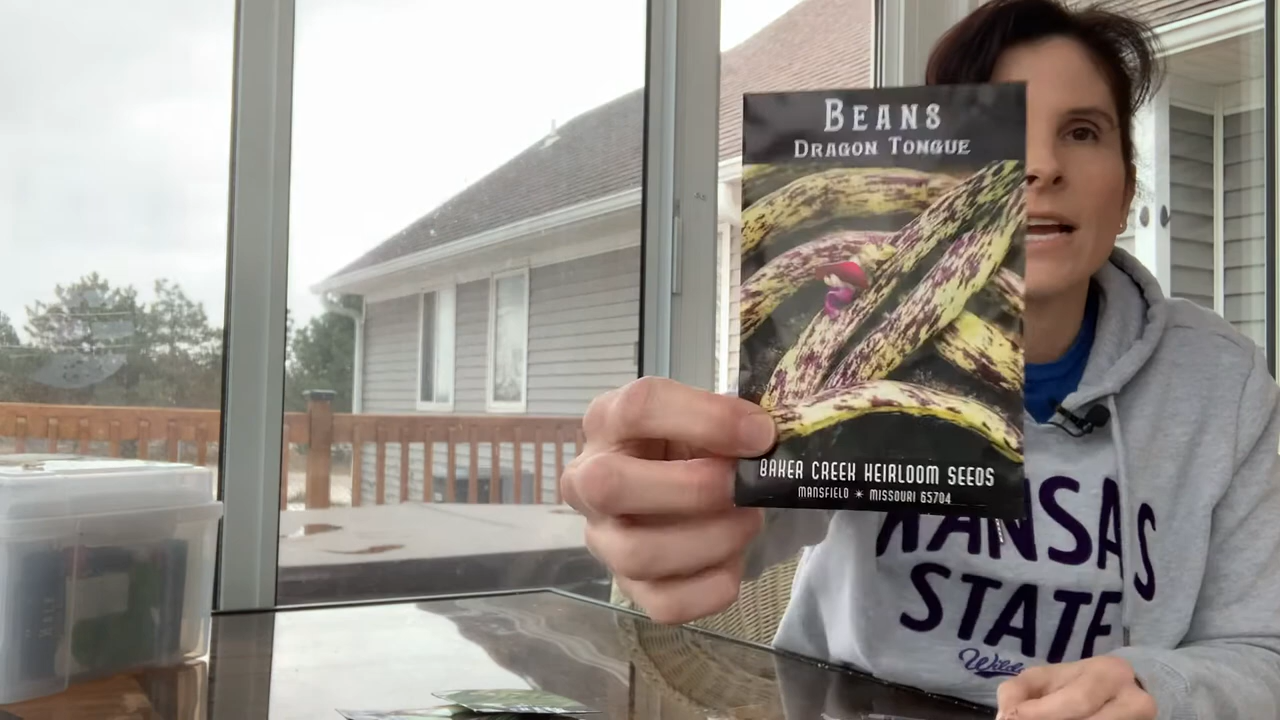 BEANS
DRAGON TONGUE
BAKER CREEK HEIRLOOM SEEDS
MANSFIELD * MISSOURI 65704
KANSAS
STATE